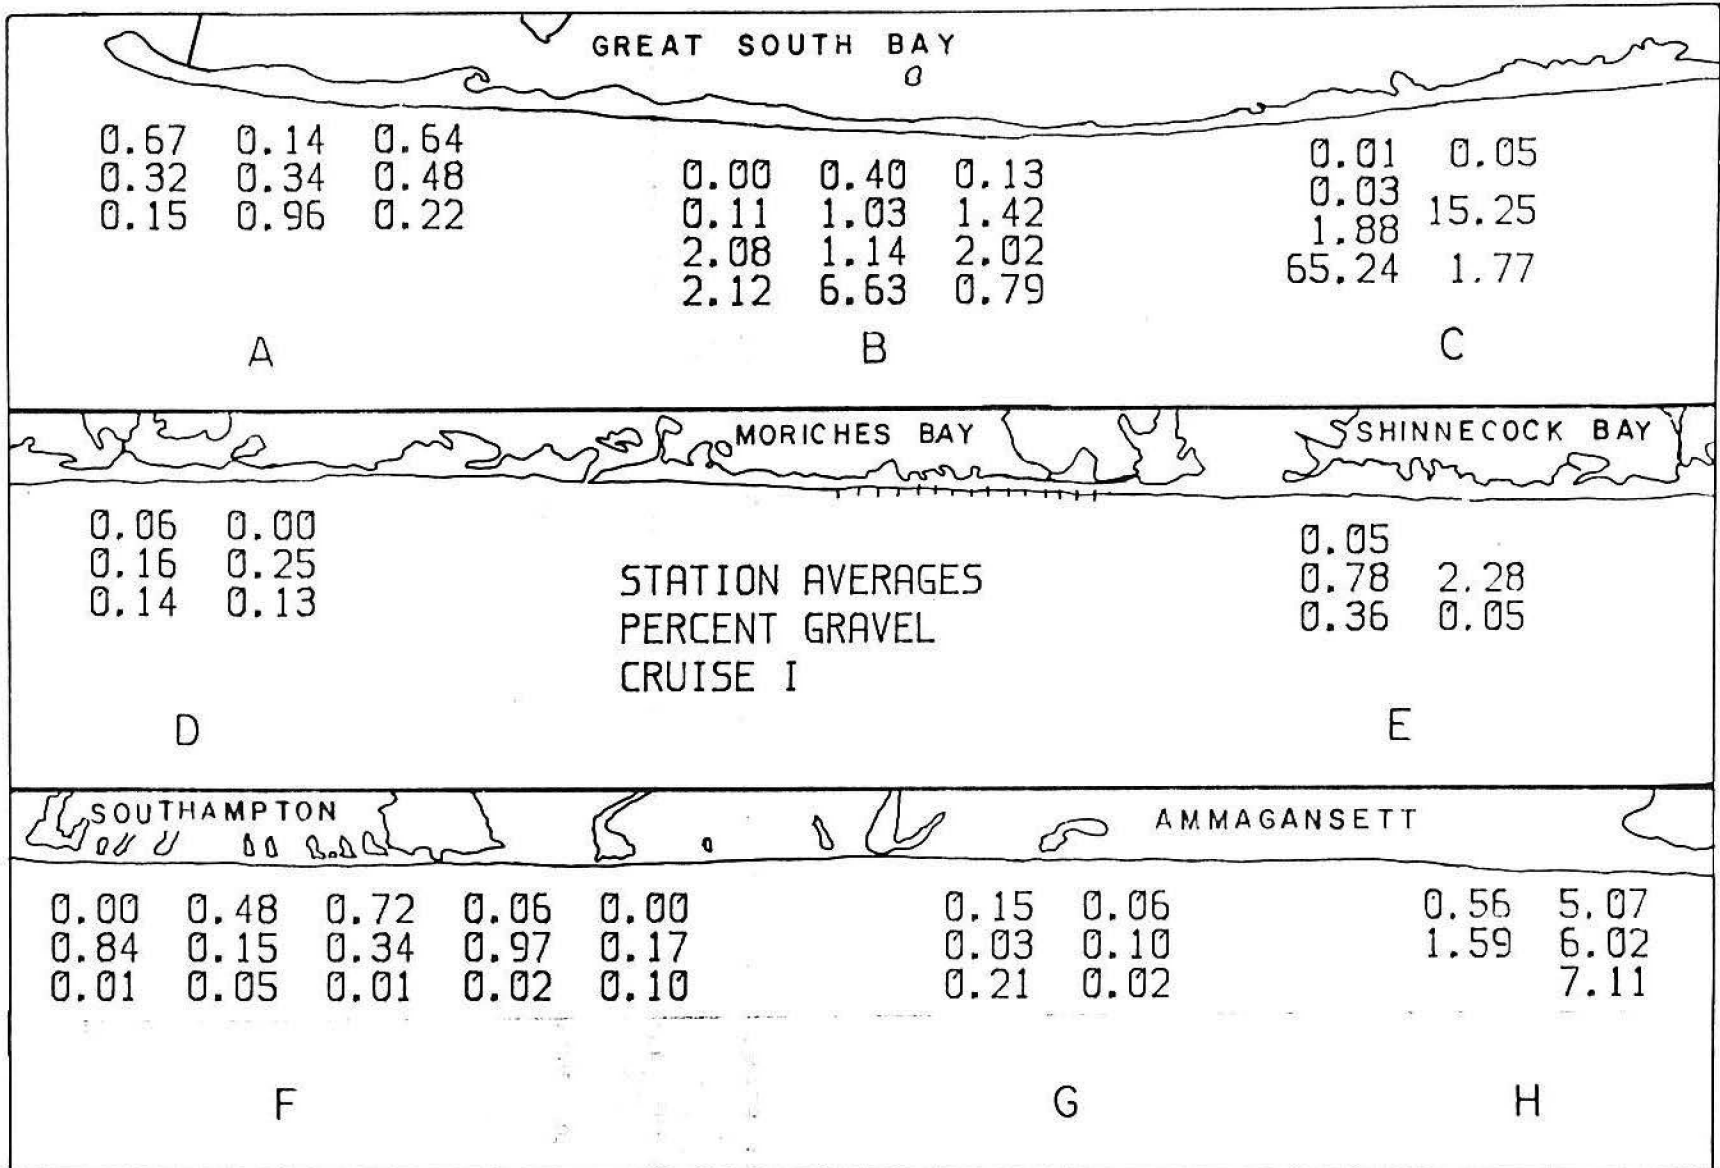 GREAT SOUTH BAY
0.67 0.14 0.64
0.32 0.34 0.48
0.15 0.96 0.22
A
0.00 0.40 0.13
0.11 1.03 1.42
2.08 1.14 2.02
2.12 6.63 0.79
B
0.01 0.05
0.03
15.25
1.88
65.24 1.77
C
MORICHES BAY
SHINNECOCK BAY
0.06 0.00
0.16 0.25
0.14 0.13
D
STATION AVERAGES
PERCENT GRAVEL
CRUISE I
0.05
0.78 2.28
0.36 0.05
E
SOUTHAMPTON
AMMAGANSETT
0.00 0.48 0.72 0.06 0.00
0.84 0.15 0.34 0.97 0.17
0.01 0.05 0.01 0.02 0.10
F
0.15 0.06
0.03 0.10
0.21 0.02
G
0.56 5.07
1.59 6.02
7.11
H